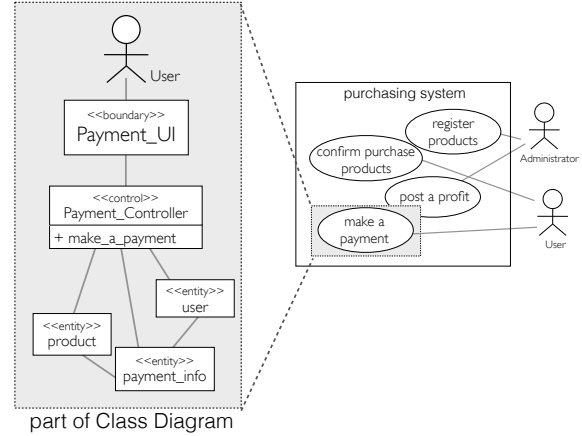 User
<<boundary>>
Payment_UI
<<control>>
Payment_Controller
+ make_a_payment
<<entity>>
user
<<entity>>
product
<<entity>>
payment_info
part of Class Diagram
purchasing system
register
products
confirm purchase
products
post a profit
make a
payment
Administrator
User